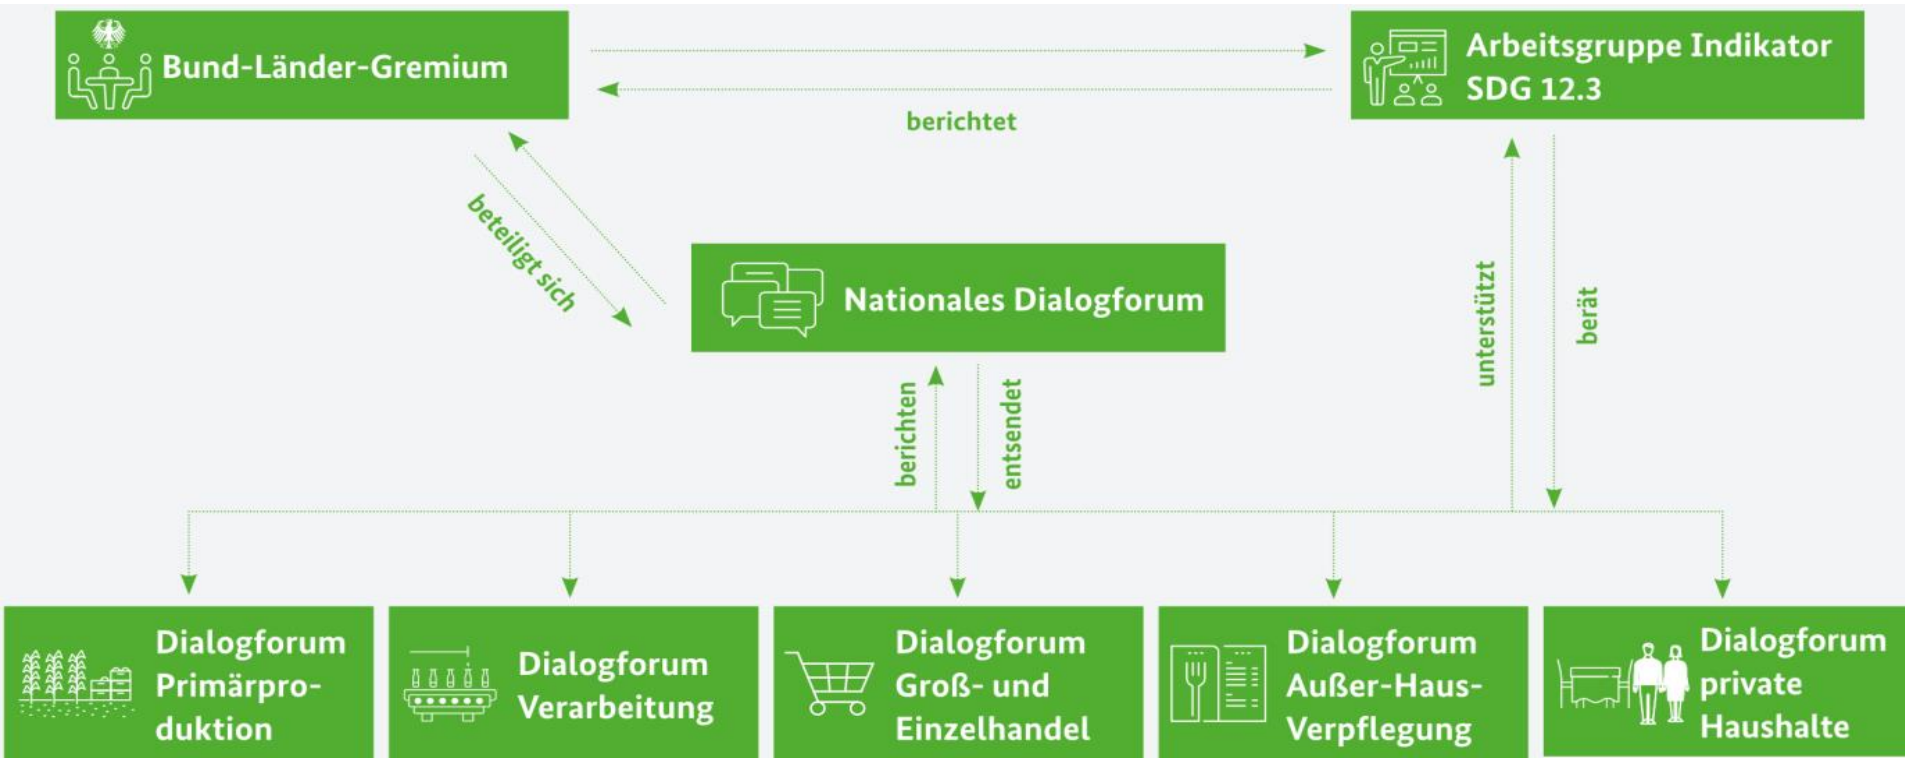 Bund-Länder-Gremium
Arbeitsgruppe Indikator
SDG 12.3
berichtet
beteiligt sich
Nationales Dialogforum
unterstützt
berät
berichten
entsendet
Dialogforum
Primärpro-
duktion
Dialogforum
Verarbeitung
Dialogforum
Groß- und
Einzelhandel
Dialogforum
Außer-Haus-
Verpflegung
Dialogforum
private
Haushalte